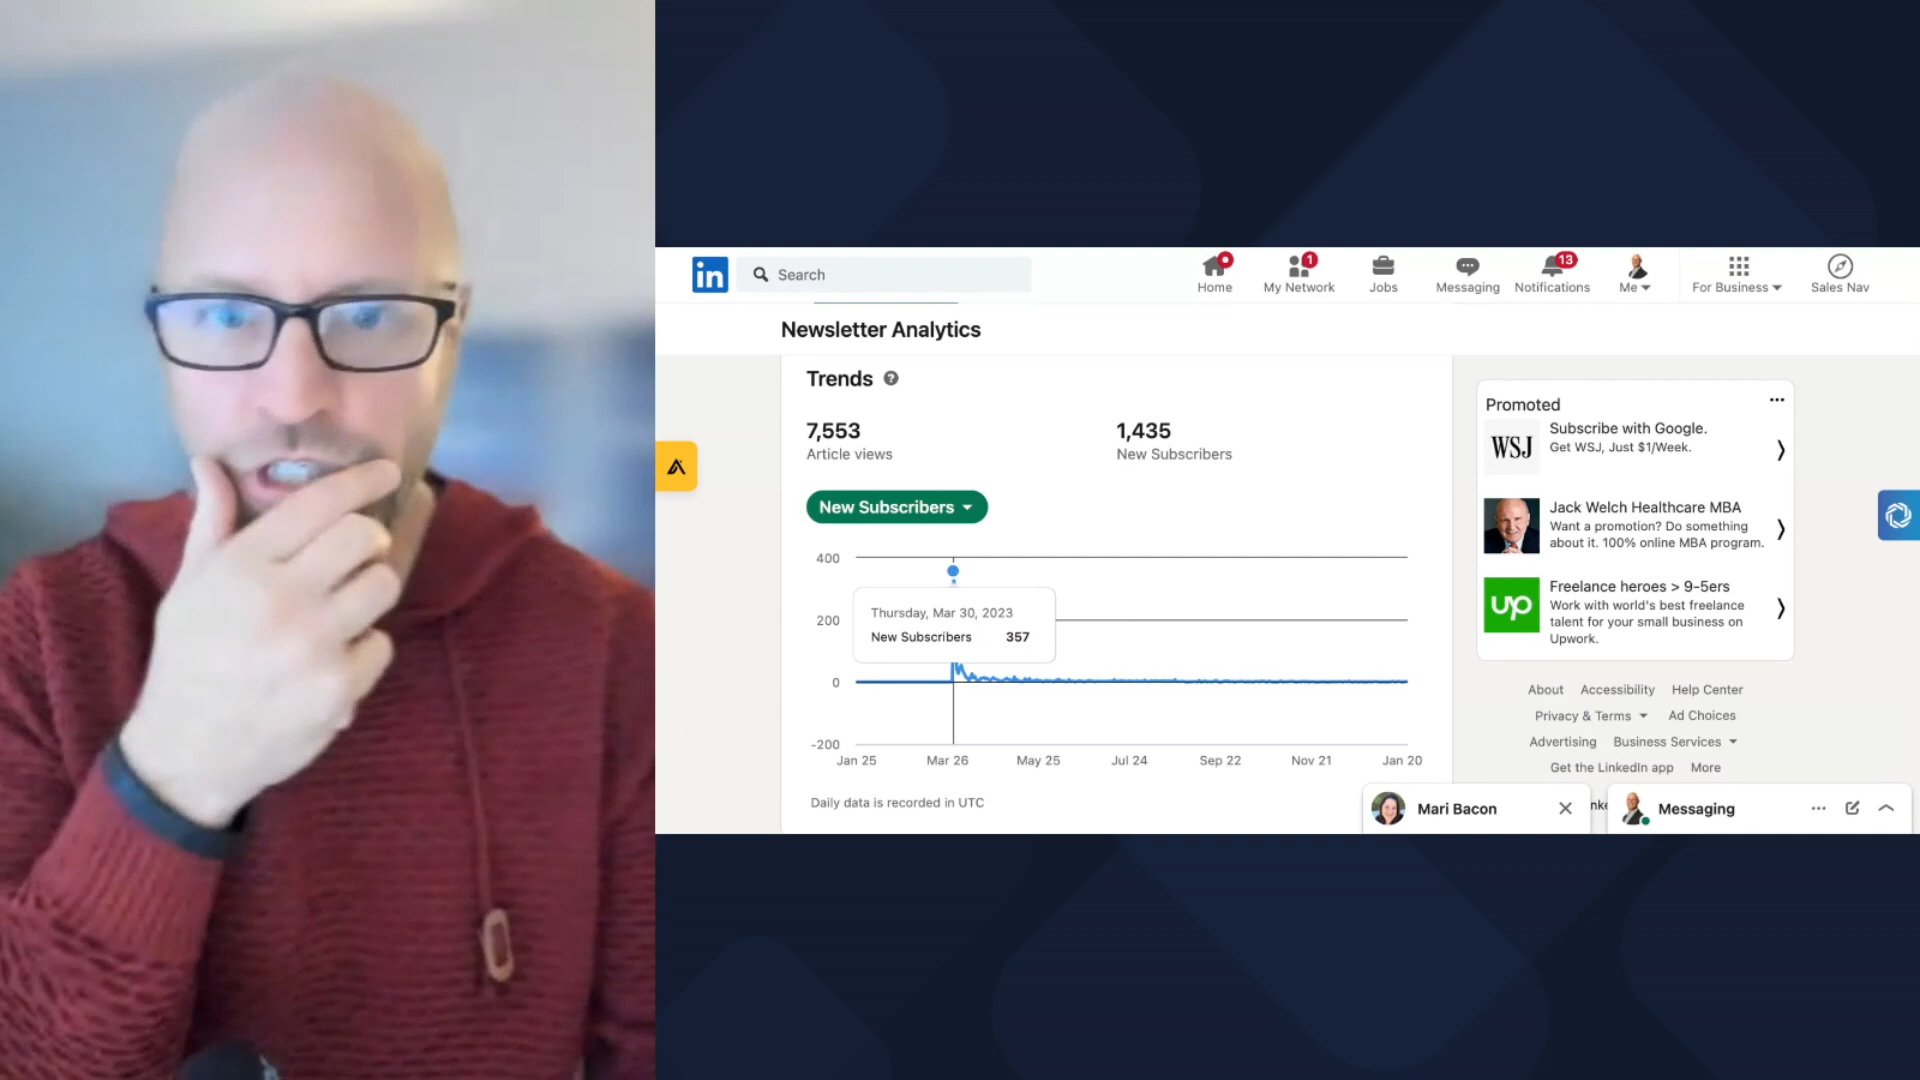 in
Search
1
13
Home
My Network
Jobs
Messaging
Notifications
Me
For Business
Sales Nav
Newsletter Analytics
Trends ?
7,553
Article views
1,435
New Subscribers
New Subscribers
400
200
0
-200
Thursday, Mar 30, 2023
New Subscribers 357
Jan 25
Mar 26
May 25
Jul 24
Sep 22
Nov 21
Jan 20
Daily data is recorded in UTC
Promoted
WSJ
Subscribe with Google.
Get WSJ, Just $1/Week.
Jack Welch Healthcare MBA
Want a promotion? Do something
about it. 100% online MBA program.
up
Freelance heroes > 9-5ers
Work with world's best freelance
talent for your small business on
Upwork.
About Accessibility Help Center
Privacy & Terms Ad Choices
Advertising Business Services
Get the LinkedIn app More
Mari Bacon
Messaging